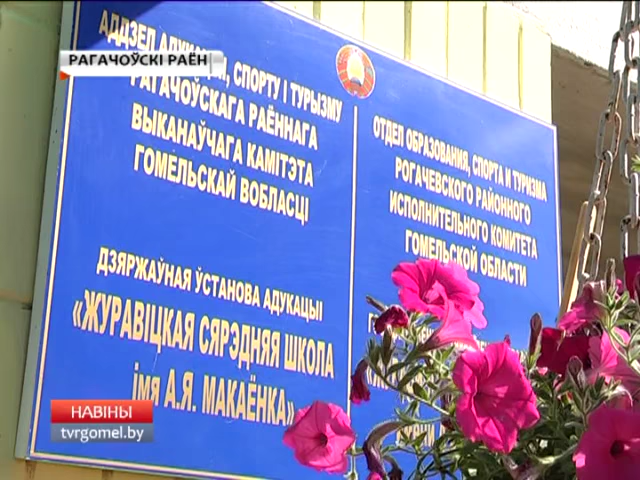 РАГАЧОЎСКІ РАЁН
АДДЗЕЛ АДУКАЦЫІ, СПОРТУ І ТУРЫЗМУ
РАГАЧОЎСКАГА РАЁННАГА
ВЫКАНАЎЧАГА КАМІТЭТА
ГОМЕЛЬСКАЙ ВОБЛАСЦІ
ДЗЯРЖАЎНАЯ ЎСТАНОВА АДУКАЦЫІ
«ЖУРАВІЦКАЯ СЯРЭДНЯЯ ШКОЛА
імя А.Я. МАКАЁНКА»
ОТДЕЛ ОБРАЗОВАНИЯ, СПОРТА И ТУРИЗМА
РОГАЧЕВСКОГО РАЙОННОГО
ИСПОЛНИТЕЛЬНОГО КОМИТЕТА
ГОМЕЛЬСКОЙ ОБЛАСТИ
НАВІНЫ
tvrgomel.by